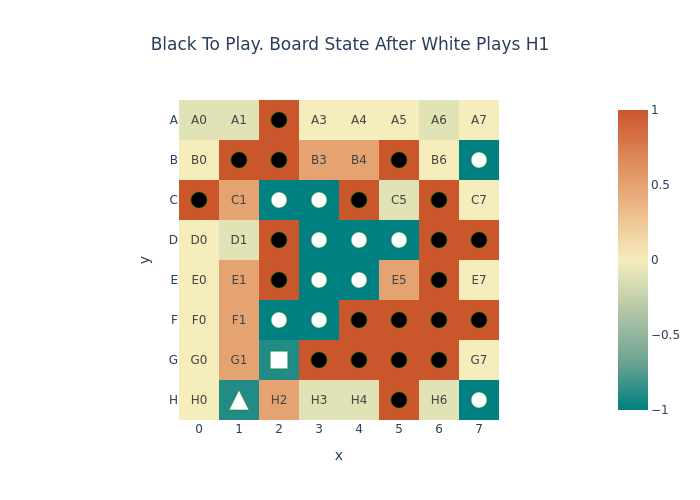 Black To Play. Board State After White Plays H1
A A0 A1 A3 A4 A5 A6 A7 1
B B0 B3 B4 B6
C C1 C5 C7 0.5
D D0 D1
y E E0 E1 E5 E7 0
F F0 F1 −0.5
G G0 G1 G7
H H0 H2 H3 H4 H6 −1
0 1 2 3 4 5 6 7
x